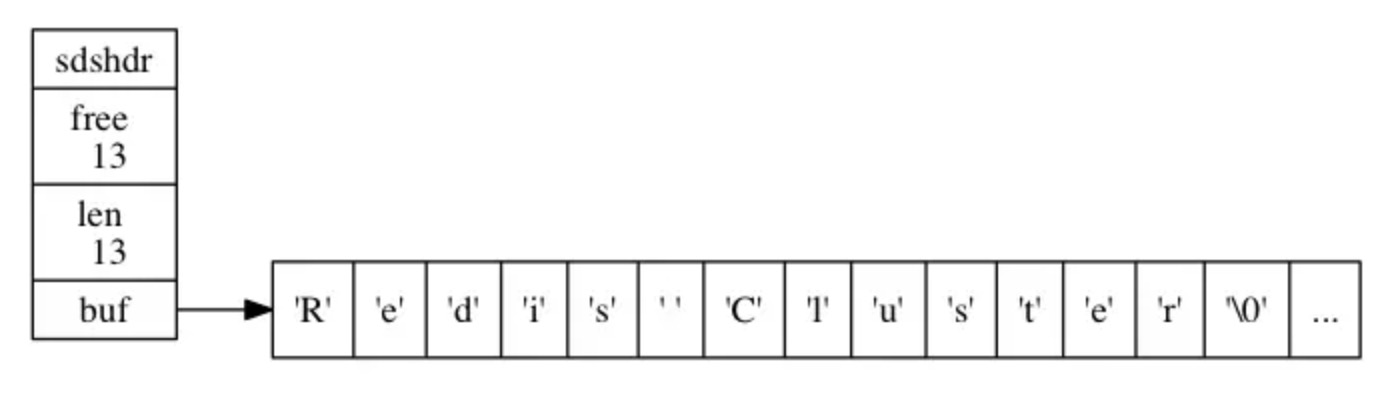 sdshdr
free
13
len
13
buf
'R' 'e' 'd' 'i' 's' ' ' 'C' 'l' 'u' 's' 't' 'e' 'r' '\0' ...